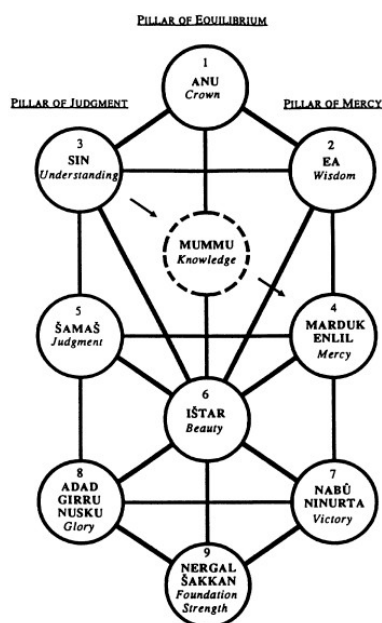 PILLAR OF EQUILIBRIUM
1
ANU
Crown
PILLAR OF JUDGMENT
PILLAR OF MERCY
3
SIN
Understanding
2
EA
Wisdom
MUMMU
Knowledge
5
ŠAMAŠ
Judgment
4
MARDUK
ENLIL
Mercy
6
IŠTAR
Beauty
8
ADAD
GIRRU
NUSKU
Glory
7
NABÛ
NINURTA
Victory
9
NERGAL
ŠAKKAN
Foundation
Strength